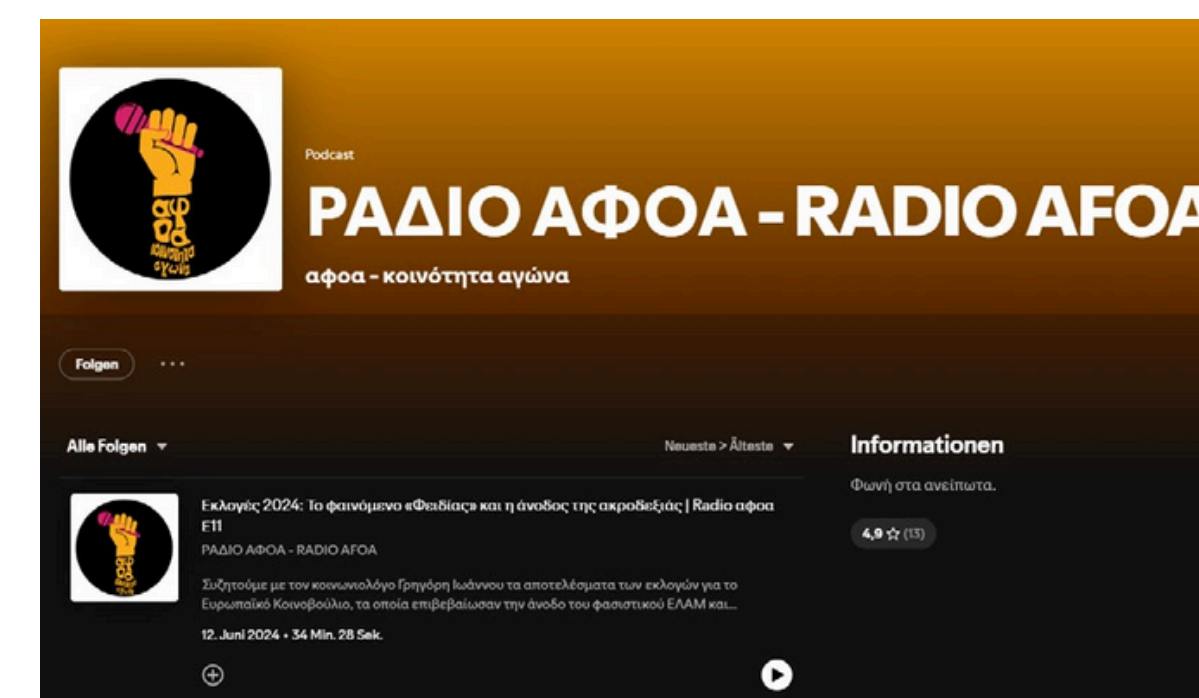 αφοα
κοινότητα
αγώνα
Podcast
ΡΑΔΙΟ ΑΦΟΑ - RADIO AFOA
αφοα - κοινότητα αγώνα
Folgen
Alle Folgen
Neueste > Älteste
Informationen
Φωνή στα ανείπωτα.
4,9 (13)
Εκλογές 2024: Το φαινόμενο «Φειδίας» και η άνοδος της ακροδεξιάς | Radio αφοα
E11
ΡΑΔΙΟ ΑΦΟΑ - RADIO AFOA
Συζητούμε με τον κοινωνιολόγο Γρηγόρη Ιωάννου τα αποτελέσματα των εκλογών για το
Ευρωπαϊκό Κοινοβούλιο, τα οποία επιβεβαίωσαν την άνοδο του φασιστικού ΕΛΑΜ και...
12. Juni 2024 • 34 Min. 28 Sek.